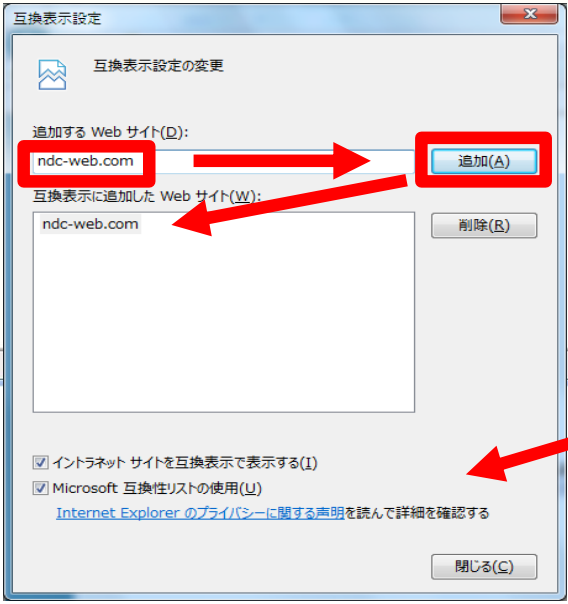 互換表示設定
互換表示設定の変更
追加する Web サイト(D):
ndc-web.com
追加(A)
互換表示に追加した Web サイト(W):
ndc-web.com
削除(R)
イントラネット サイトを互換表示で表示する(I)
Microsoft 互換性リストの使用(U)
Internet Explorer のプライバシーに関する声明を読んで詳細を確認する
閉じる(C)